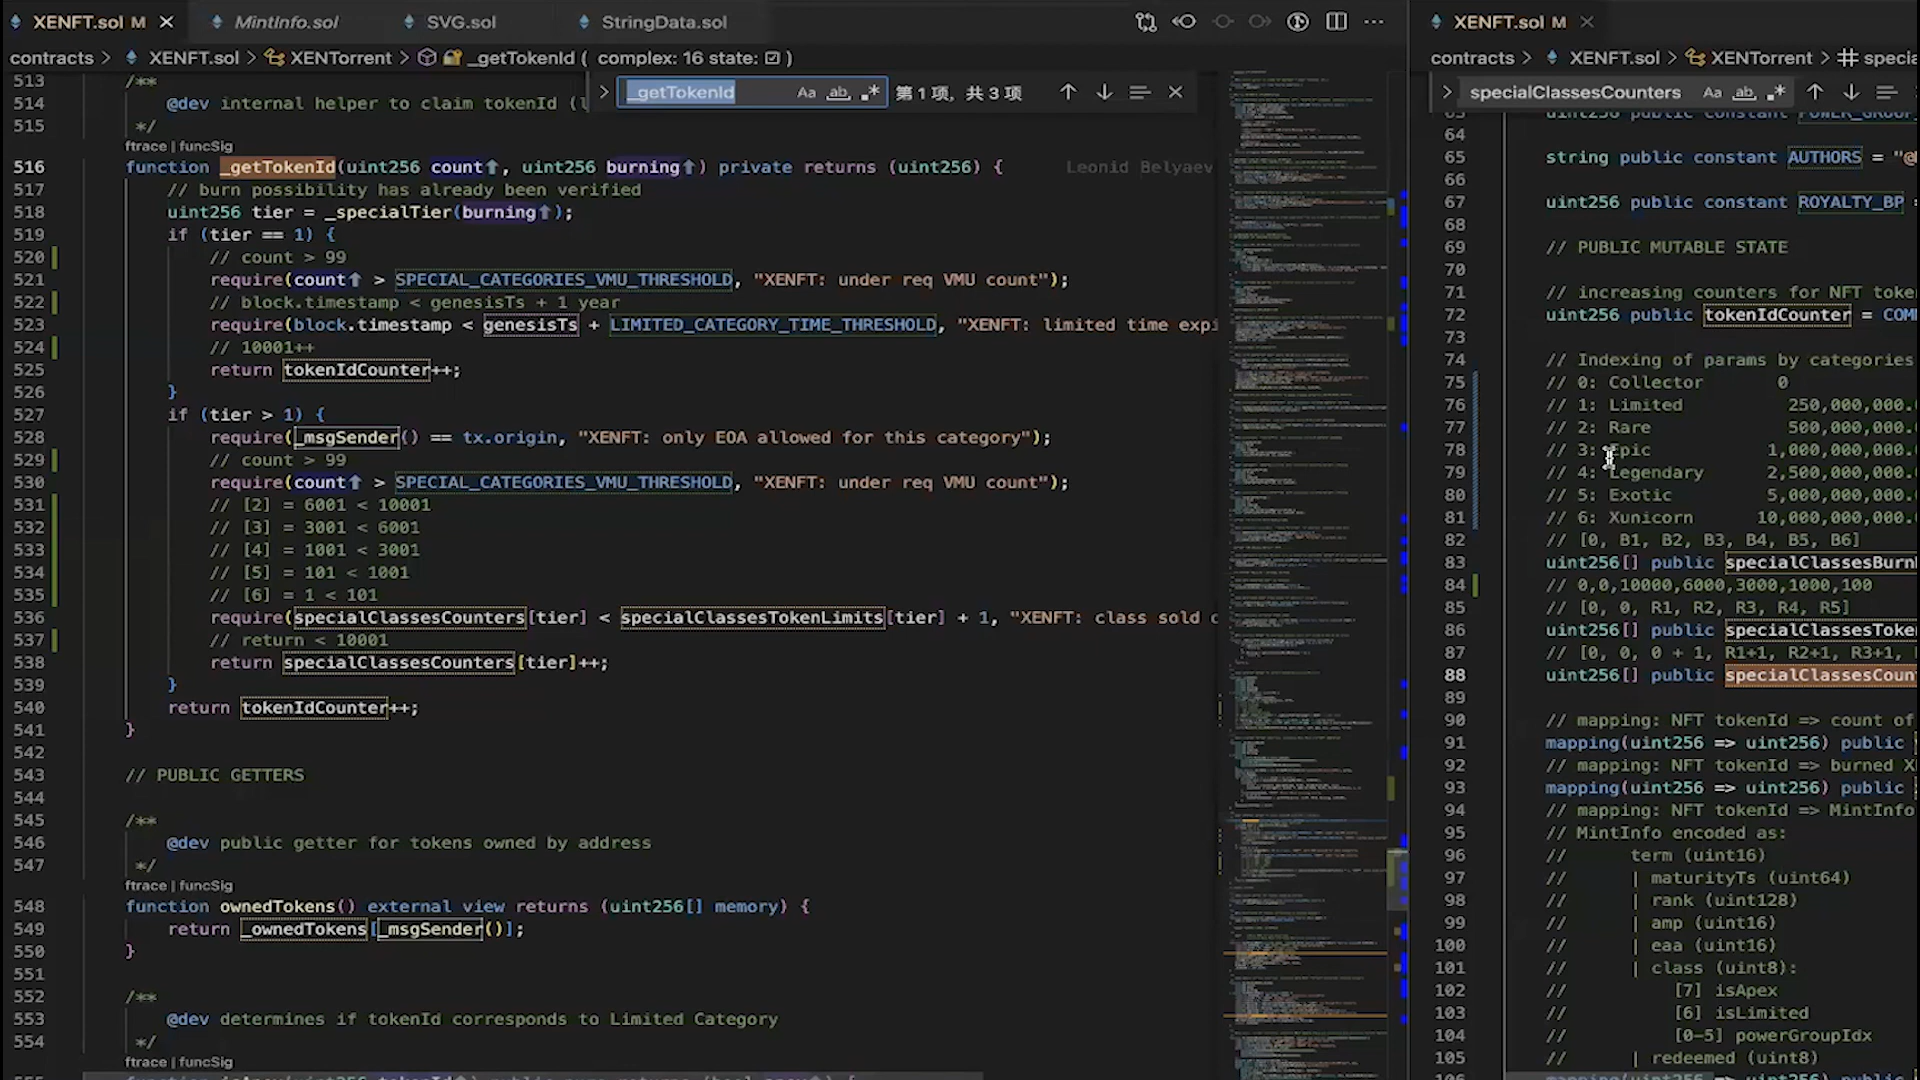 XENFT.sol M
MintInfo.sol
SVG.sol
StringData.sol
contracts > XENFT.sol > XENTorrent > _getTokenId ( complex: 16 state: )
_getTokenId Aa ab 第 1 项，共 3 项
513 /**
514 @dev internal helper to claim tokenId (
515 */
ftrace | funcSig
516 function _getTokenId(uint256 count↑, uint256 burning↑) private returns (uint256) { Leonid Belyaev
517 // burn possibility has already been verified
518 uint256 tier = _specialTier(burning↑);
519 if (tier == 1) {
520 // count > 99
521 require(count↑ > SPECIAL_CATEGORIES_VMU_THRESHOLD, "XENFT: under req VMU count");
522 // block.timestamp < genesisTs + 1 year
523 require(block.timestamp < genesisTs + LIMITED_CATEGORY_TIME_THRESHOLD, "XENFT: limited time expi
524 // 10001++
525 return tokenIdCounter++;
526 }
527 if (tier > 1) {
528 require(_msgSender() == tx.origin, "XENFT: only EOA allowed for this category");
529 // count > 99
530 require(count↑ > SPECIAL_CATEGORIES_VMU_THRESHOLD, "XENFT: under req VMU count");
531 // [2] = 6001 < 10001
532 // [3] = 3001 < 6001
533 // [4] = 1001 < 3001
534 // [5] = 101 < 1001
535 // [6] = 1 < 101
536 require(specialClassesCounters[tier] < specialClassesTokenLimits[tier] + 1, "XENFT: class sold
537 // return < 10001
538 return specialClassesCounters[tier]++;
539 }
540 return tokenIdCounter++;
541 }
542
543 // PUBLIC GETTERS
544
545 /**
546 @dev public getter for tokens owned by address
547 */
ftrace | funcSig
548 function ownedTokens() external view returns (uint256[] memory) {
549 return _ownedTokens[_msgSender()];
550 }
551
552 /**
553 @dev determines if tokenId corresponds to Limited Category
554 */
ftrace | funcSig
XENFT.sol M
contracts > XENFT.sol > XENTorrent > # specia
specialClassesCounters Aa ab
64
65 string public constant AUTHORS = "@
66
67 uint256 public constant ROYALTY_BP =
68
69 // PUBLIC MUTABLE STATE
70
71 // increasing counters for NFT toke
72 uint256 public tokenIdCounter = COM
73
74 // Indexing of params by categories
75 // 0: Collector 0
76 // 1: Limited 250,000,000.
77 // 2: Rare 500,000,000.
78 // 3: Epic 1,000,000,000.
79 // 4: Legendary 2,500,000,000.
80 // 5: Exotic 5,000,000,000.
81 // 6: Xunicorn 10,000,000,000.
82 // [0, B1, B2, B3, B4, B5, B6]
83 uint256[] public specialClassesBurn
84 // 0,0,10000,6000,3000,1000,100
85 // [0, 0, R1, R2, R3, R4, R5]
86 uint256[] public specialClassesToke
87 // [0, 0, 0 + 1, R1+1, R2+1, R3+1,
88 uint256[] public specialClassesCoun
89
90 // mapping: NFT tokenId => count of
91 mapping(uint256 => uint256) public
92 // mapping: NFT tokenId => burned X
93 mapping(uint256 => uint256) public
94 // mapping: NFT tokenId => MintInfo
95 // MintInfo encoded as:
96 // term (uint16)
97 // | maturityTs (uint64)
98 // | rank (uint128)
99 // | amp (uint16)
100 // | eaa (uint16)
101 // | class (uint8):
102 // [7] isApex
103 // [6] isLimited
104 // [0-5] powerGroupIdx
105 // | redeemed (uint8)